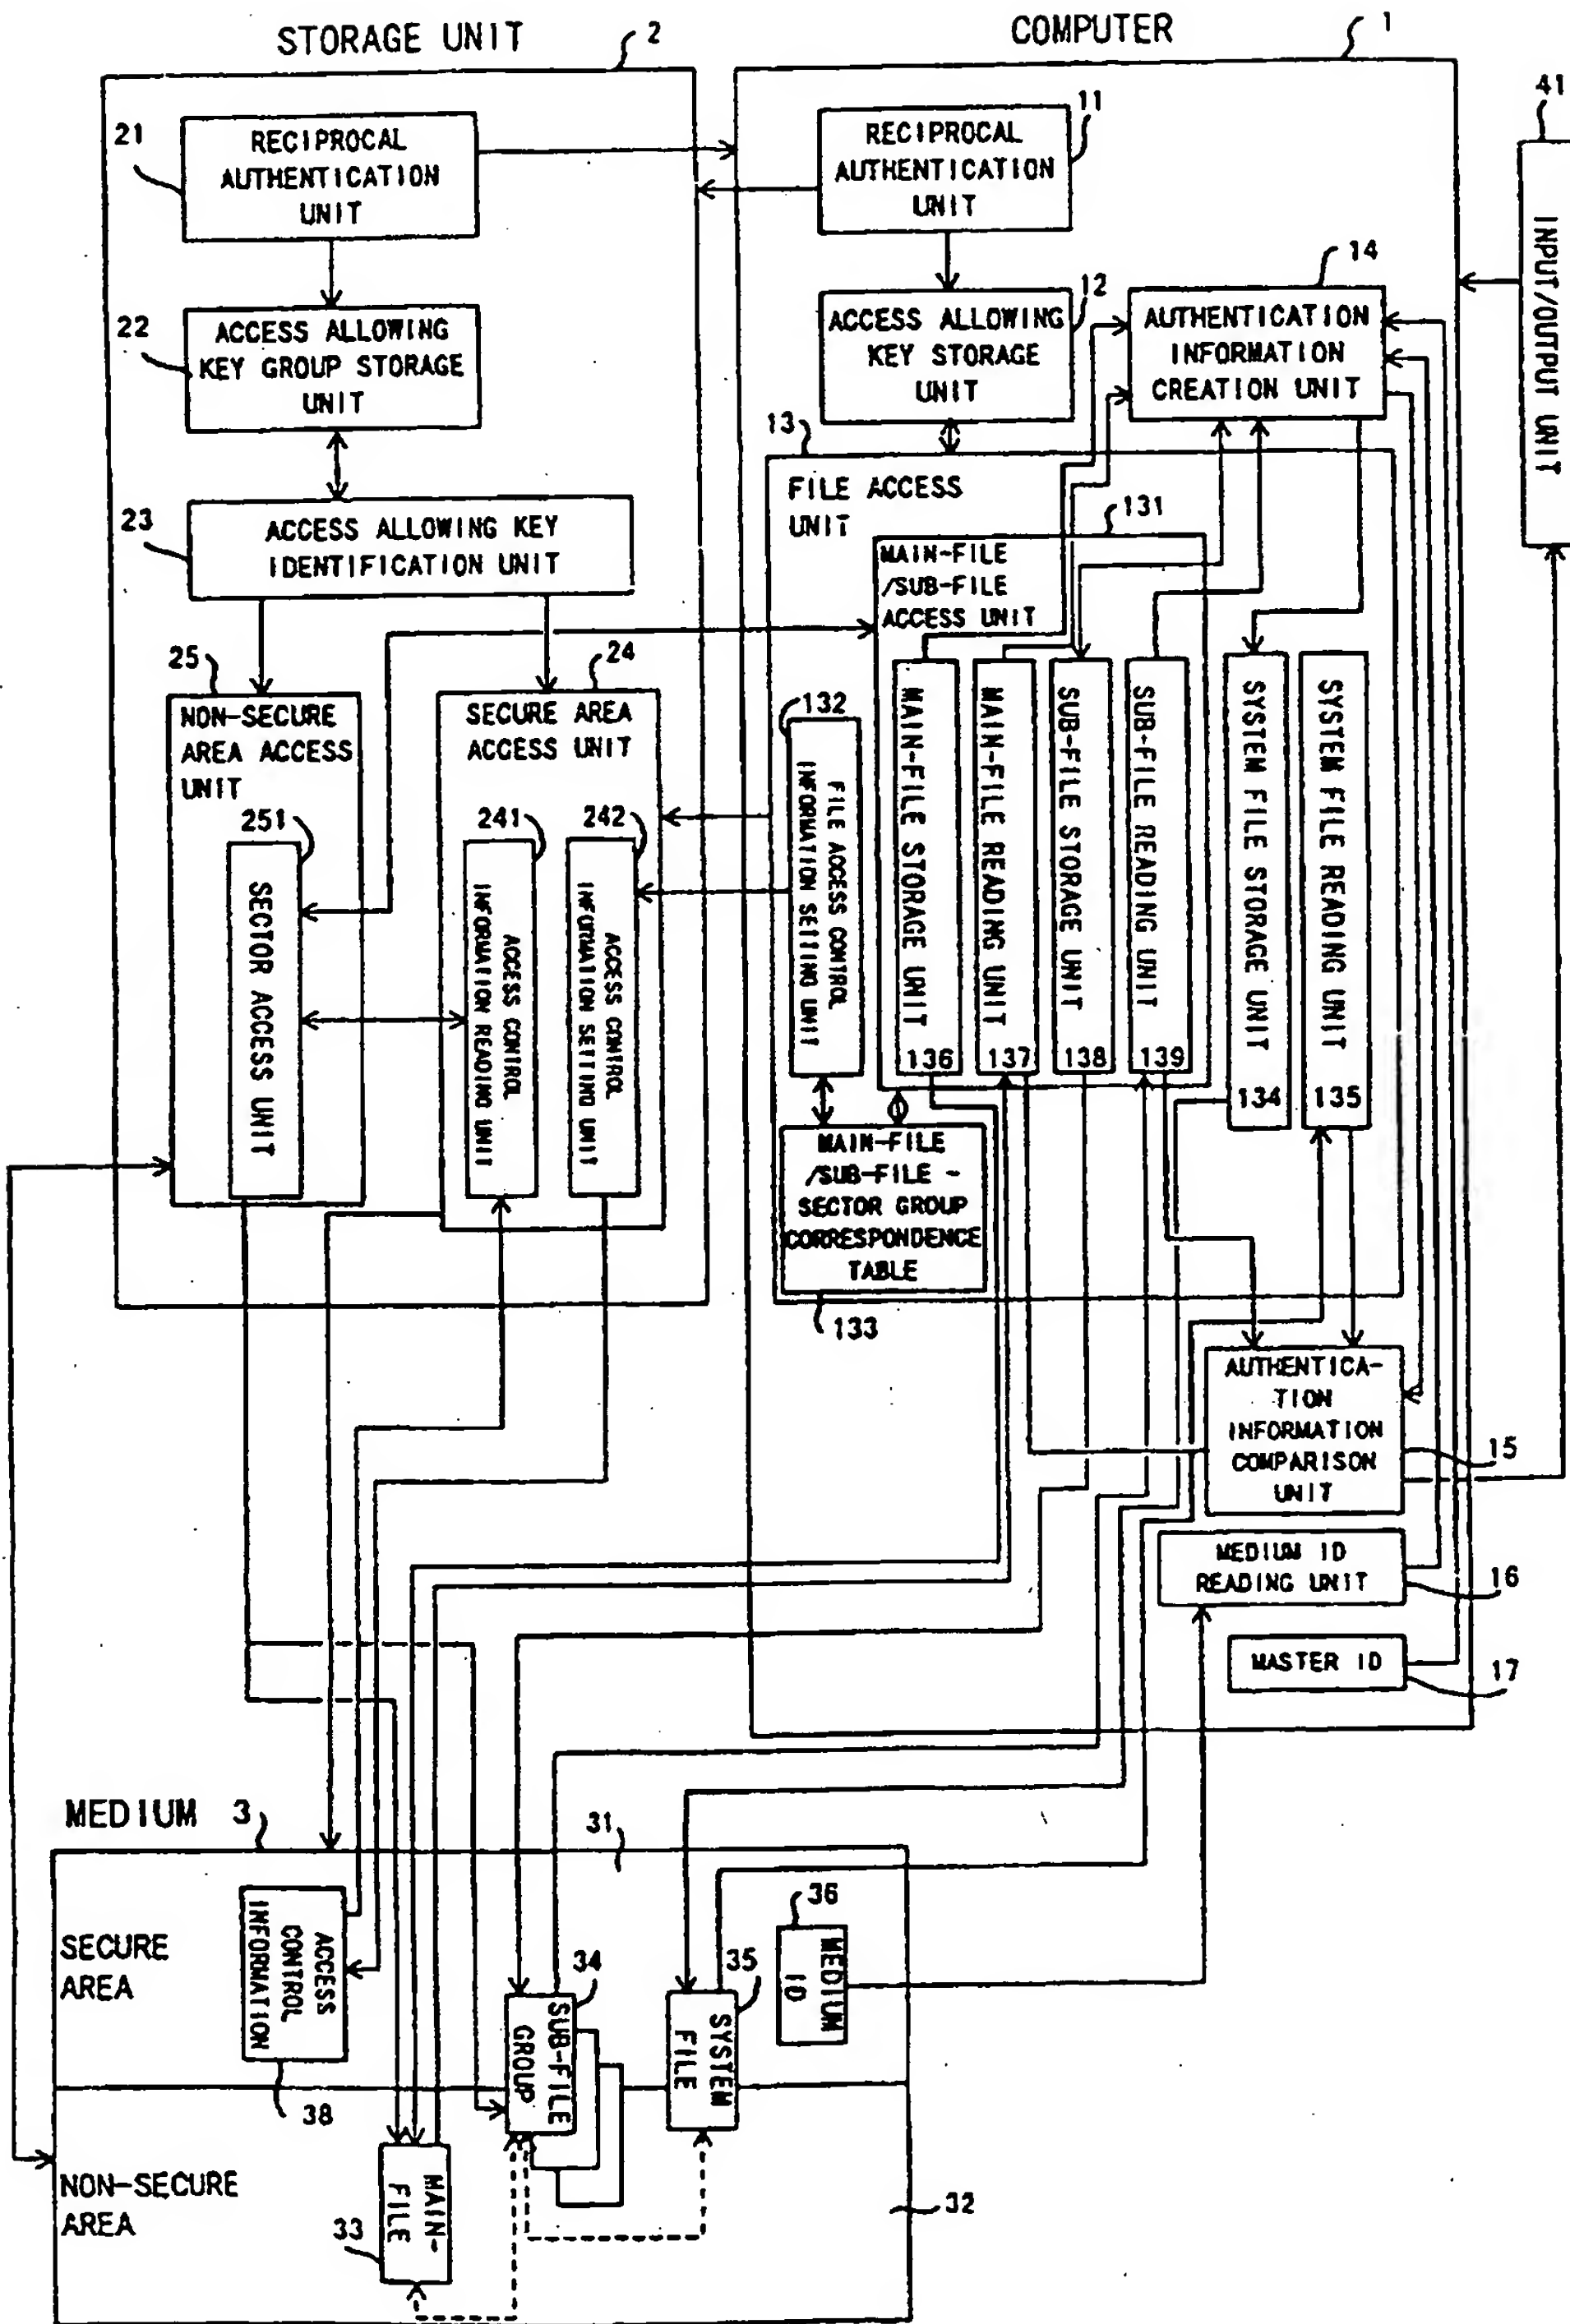 STORAGE UNIT
2
COMPUTER
1
41
INPUT/OUTPUT UNIT
21
RECIPROCAL
AUTHENTICATION
UNIT
11
RECIPROCAL
AUTHENTICATION
UNIT
22
ACCESS ALLOWING
KEY GROUP STORAGE
UNIT
12
ACCESS ALLOWING
KEY STORAGE
UNIT
14
AUTHENTICATION
INFORMATION
CREATION UNIT
23
ACCESS ALLOWING KEY
IDENTIFICATION UNIT
13
FILE ACCESS
UNIT
131
MAIN-FILE
/SUB-FILE
ACCESS UNIT
25
NON-SECURE
AREA ACCESS
UNIT
251
SECTOR ACCESS UNIT
24
SECURE AREA
ACCESS UNIT
241
ACCESS CONTROL
INFORMATION READING UNIT
242
ACCESS CONTROL
INFORMATION SETTING UNIT
132
FILE ACCESS CONTROL
INFORMATION SETTING UNIT
MAIN-FILE STORAGE UNIT
136
MAIN-FILE READING UNIT
137
SUB-FILE STORAGE UNIT
138
SUB-FILE READING UNIT
139
SYSTEM FILE STORAGE UNIT
134
SYSTEM FILE READING UNIT
135
MAIN-FILE
/SUB-FILE -
SECTOR GROUP
CORRESPONDENCE
TABLE
133
AUTHENTICA-
TION
INFORMATION
COMPARISON
UNIT
15
MEDIUM ID
READING UNIT
16
MASTER ID
17
MEDIUM 3
31
SECURE
AREA
ACCESS
CONTROL
INFORMATION
38
34
SUB-FILE
GROUP
35
SYSTEM
FILE
36
MEDIUM
ID
NON-SECURE
AREA
33
MAIN-
FILE
32